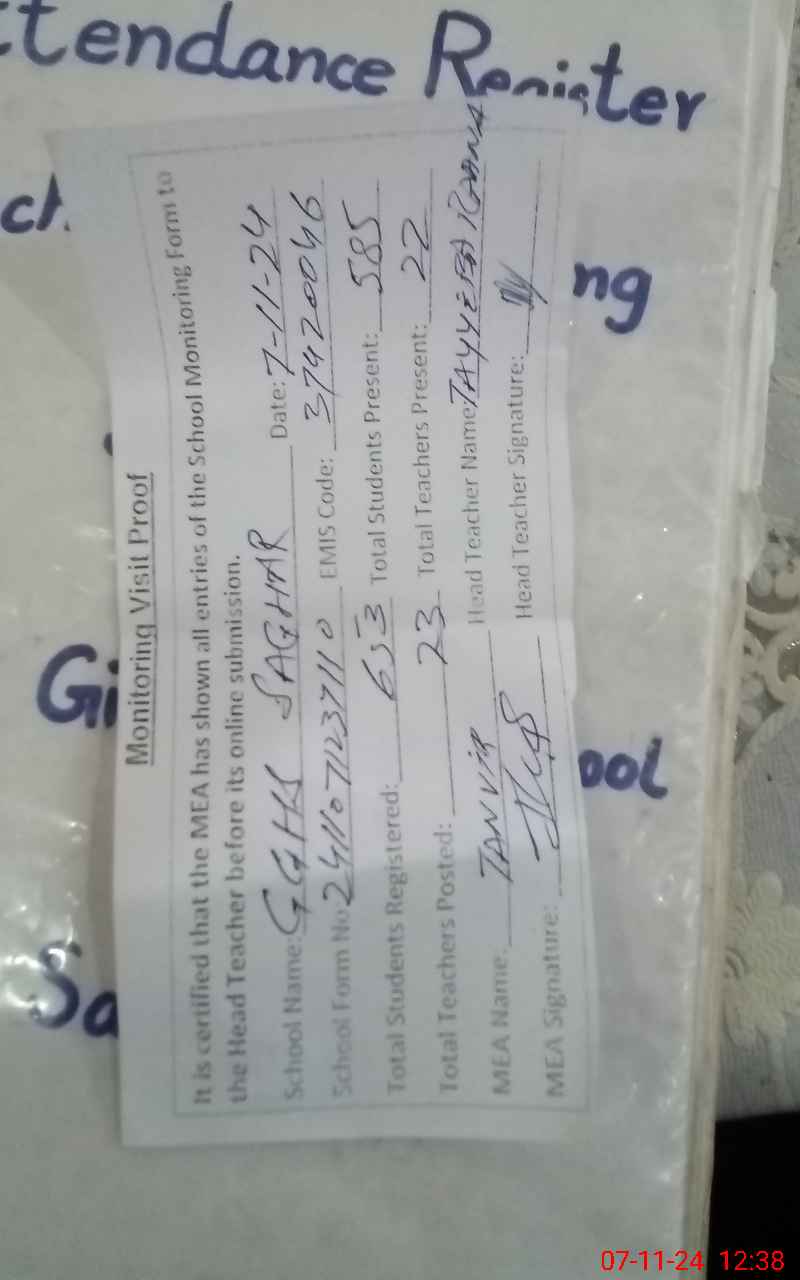 ttendance Register
ch
ng
Gi
ool
Sa
Monitoring Visit Proof
It is certified that the MEA has shown all entries of the School Monitoring Form to
the Head Teacher before its online submission.
School Name: GGHS SAGHAR Date: 7-11-24
School Form No: EMIS Code: 37420046
Total Students Registered: 653 Total Students Present: 585
Total Teachers Posted: 23 Total Teachers Present: 22
MEA Name: TANVIR Head Teacher Name: TAYYEBA RAANA
MEA Signature: Head Teacher Signature:
07-11-24 12:38